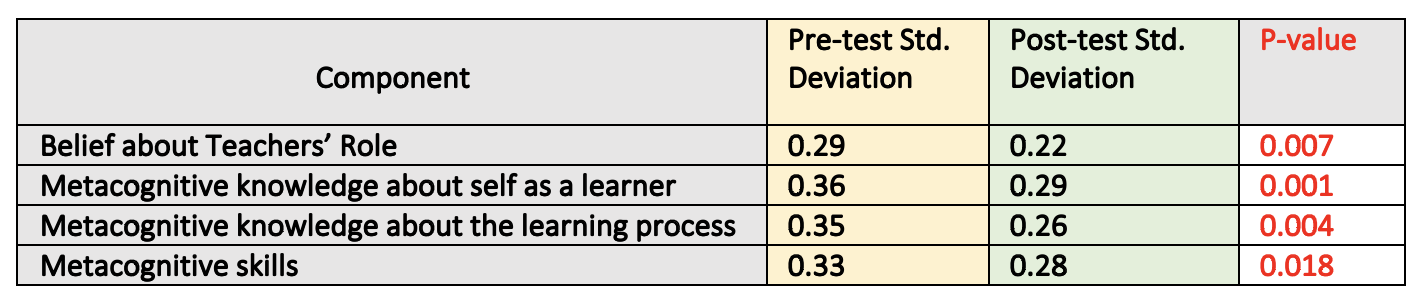 Component Pre-test Std. Deviation Post-test Std. Deviation P-value
Belief about Teachers’ Role 0.29 0.22 0.007
Metacognitive knowledge about self as a learner 0.36 0.29 0.001
Metacognitive knowledge about the learning process 0.35 0.26 0.004
Metacognitive skills 0.33 0.28 0.018